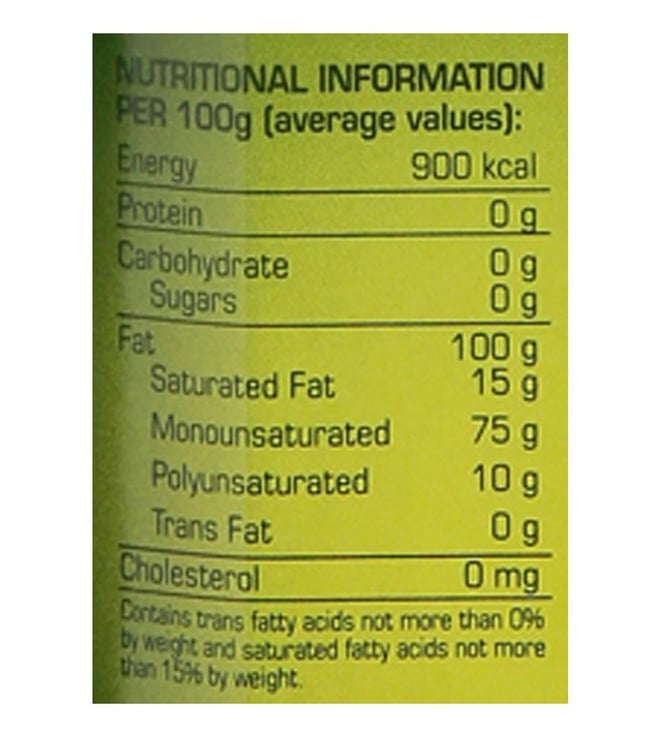 NUTRITIONAL INFORMATION
PER 100g (average values):
Energy 900 kcal
Protein 0 g
Carbohydrate 0 g
Sugars 0 g
Fat 100 g
Saturated Fat 15 g
Monounsaturated 75 g
Polyunsaturated 10 g
Trans Fat 0 g
Cholesterol 0 mg
Contains trans fatty acids not more than 0%
by weight and saturated fatty acids not more
than 15% by weight.